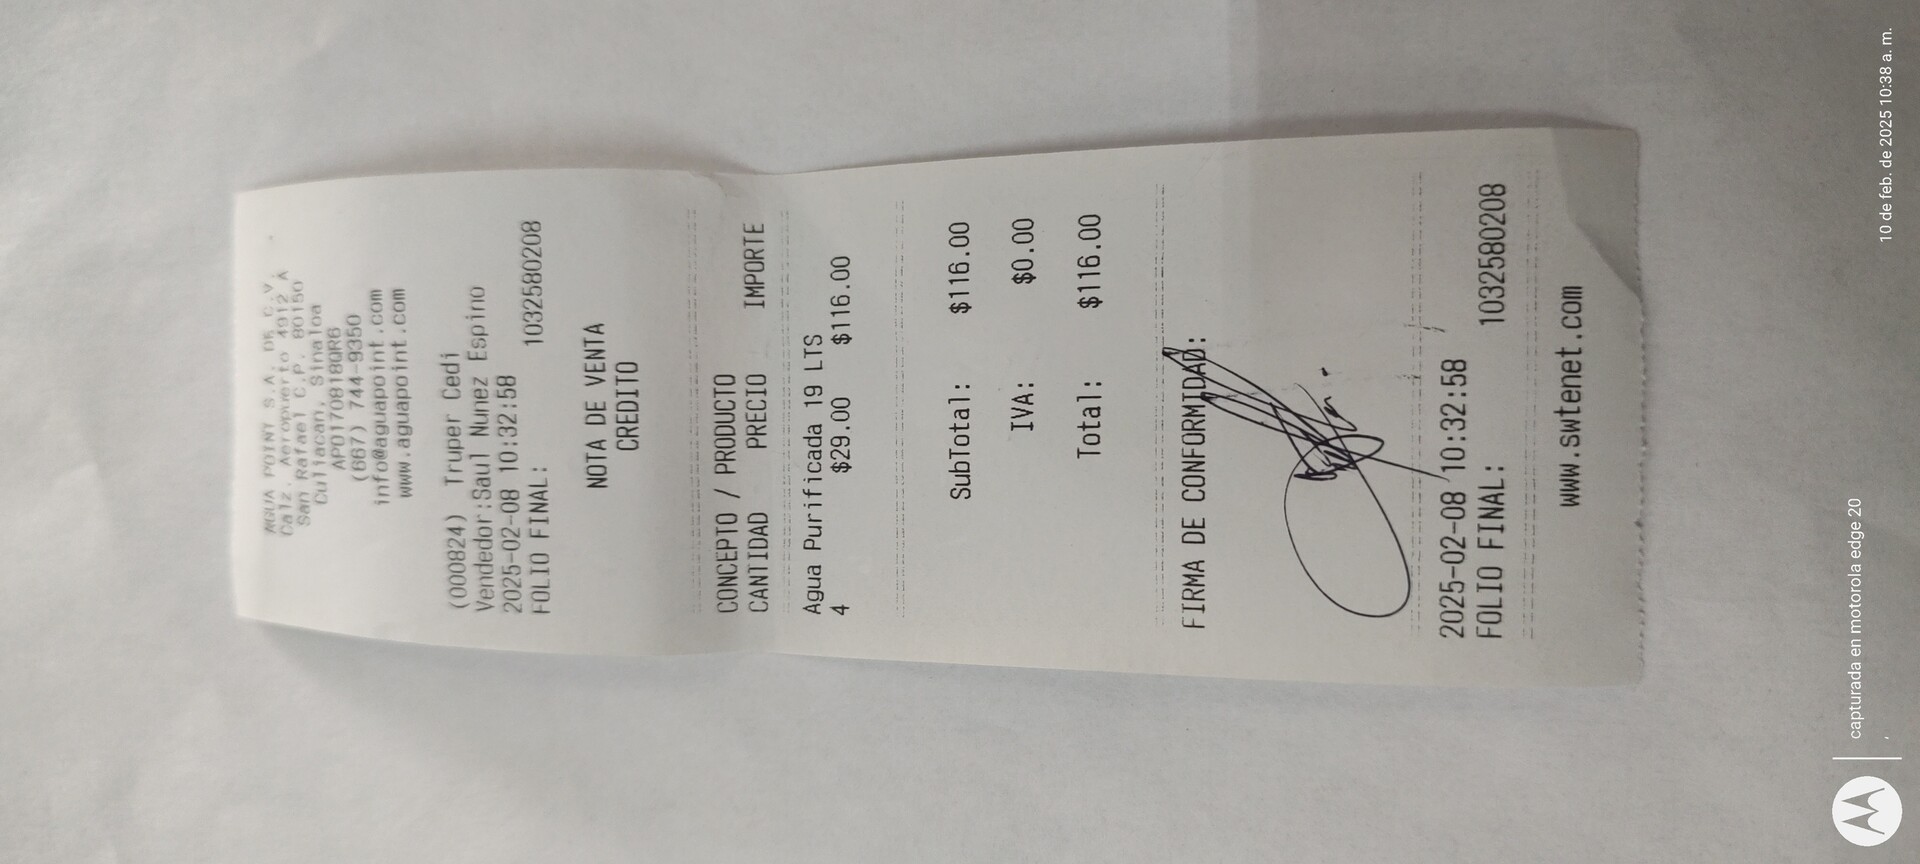 AGUA POINT S.A. DE C.V.
Calz. Aeropuerto 4912 A
San Rafael C.P. 80150
Culiacan, Sinaloa
APO170818QR6
(667) 744-9350
info@aguapoint.com
www.aguapoint.com
(000824) Truper Cedi
Vendedor:Saul Nunez Espino
2025-02-08 10:32:58
FOLIO FINAL: 1032580208
NOTA DE VENTA
CREDITO
CONCEPTO / PRODUCTO
CANTIDAD PRECIO IMPORTE
Agua Purificada 19 LTS
4 $29.00 $116.00
SubTotal: $116.00
IVA: $0.00
Total: $116.00
FIRMA DE CONFORMIDAD:
2025-02-08 10:32:58
FOLIO FINAL: 1032580208
www.swtenet.com
capturada en motorola edge 20
,
10 de feb. de 2025 10:38 a. m.